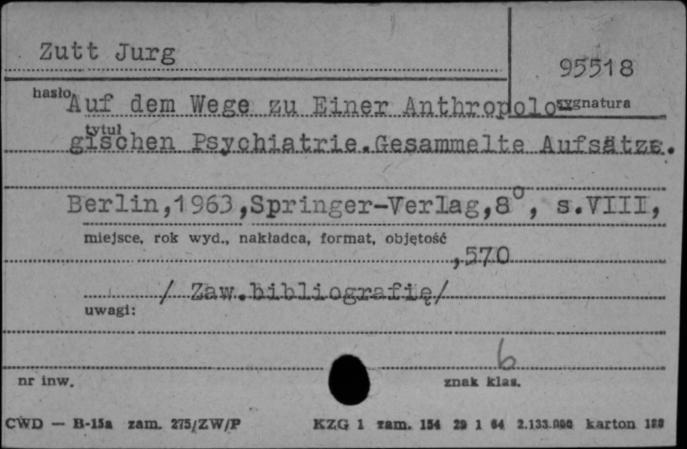 Zutt Jurg
95518
hasło
sygnatura
Auf dem Wege zu Einer Anthropolo-
tytuł
gischen Psychiatrie.Gesammelte Aufsätze.
Berlin,1963,Springer-Verlag,8°, s.VIII,
miejsce, rok wyd., nakładca, format, objętość
,570
/ Zaw.bibliografię/
uwagi:
6
nr inw.
znak klas.
CWD — B-15a zam. 275/ZW/P KZG 1 zam. 154 29 1 64 2.133.000 karton